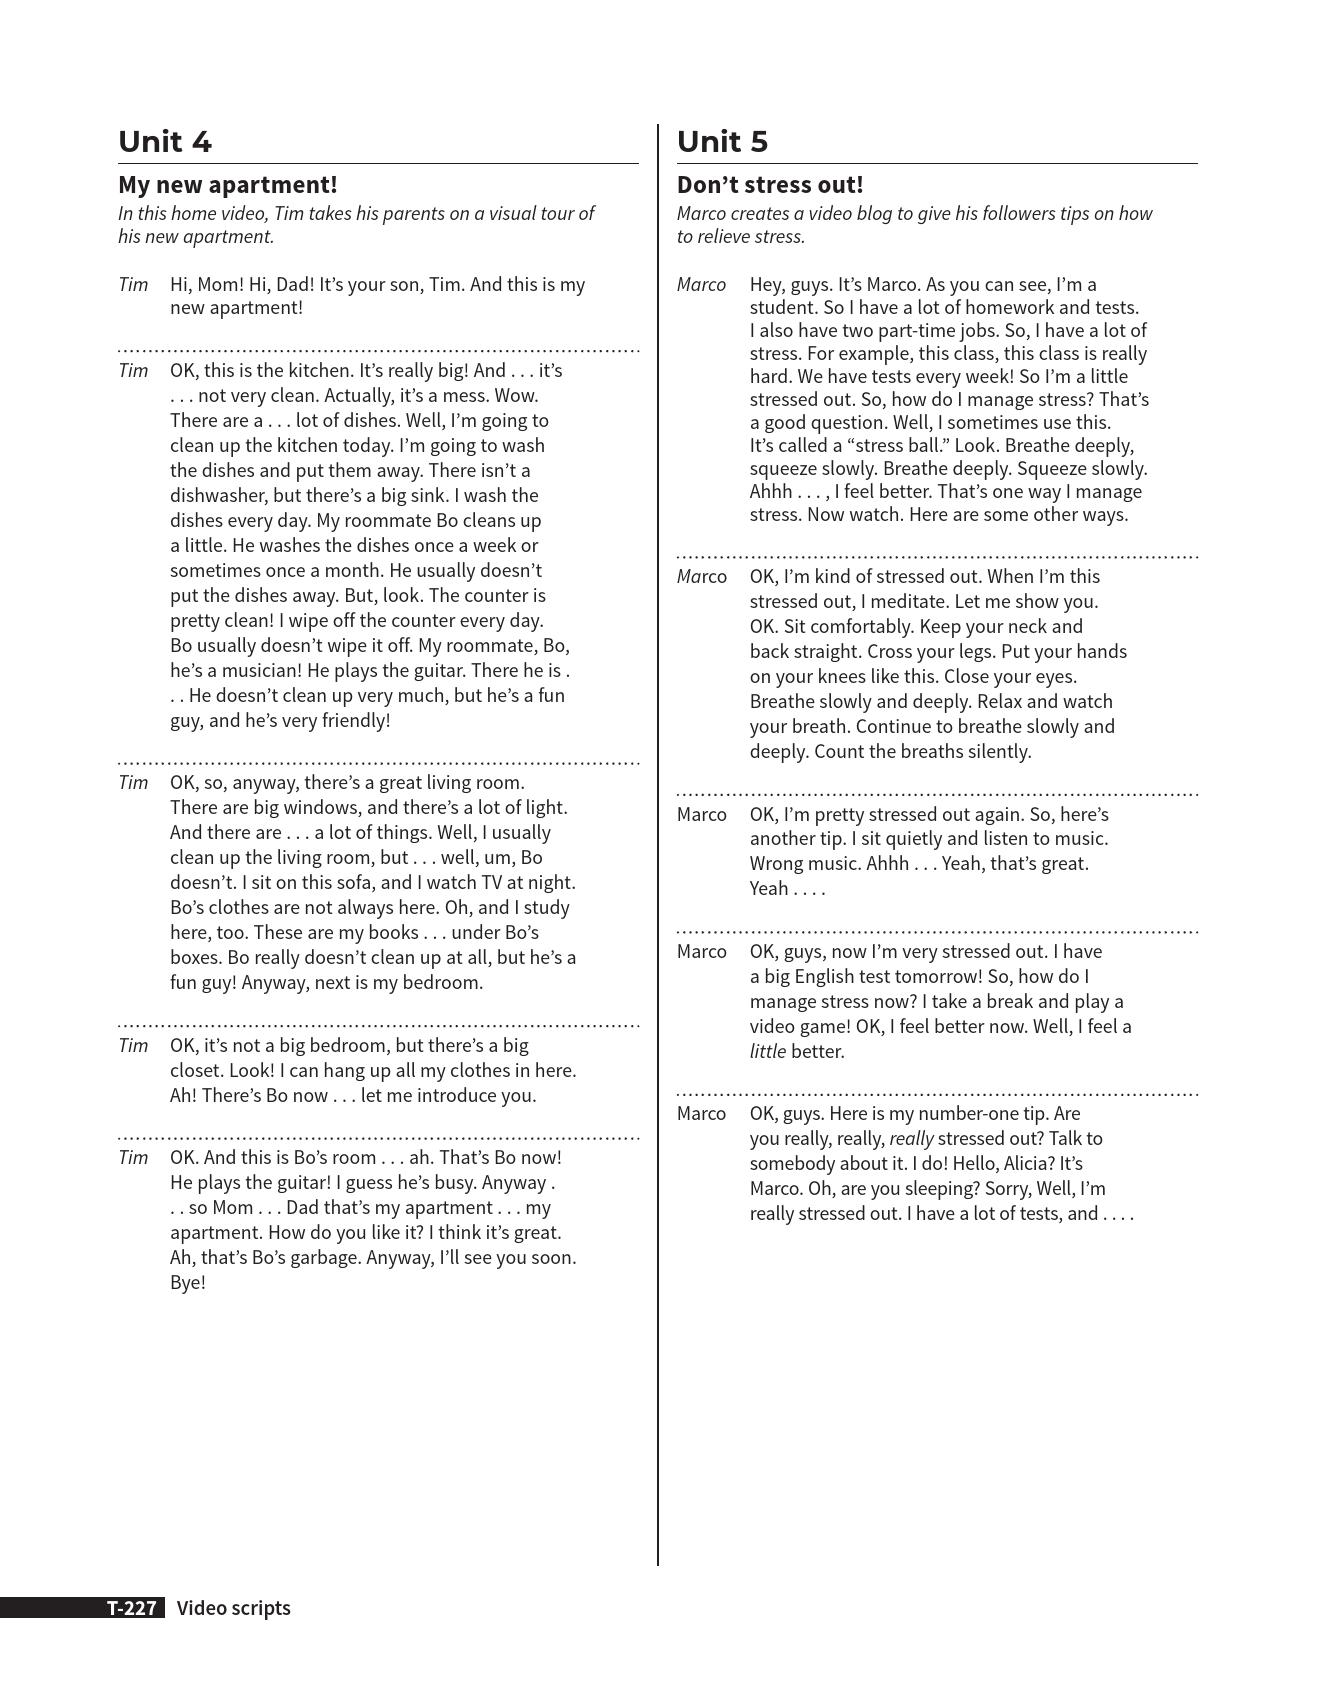 Unit 4
My new apartment!
In this home video, Tim takes his parents on a visual tour of
his new apartment.
Tim Hi, Mom! Hi, Dad! It’s your son, Tim. And this is my
new apartment!
Tim OK, this is the kitchen. It’s really big! And . . . it’s
. . . not very clean. Actually, it’s a mess. Wow.
There are a . . . lot of dishes. Well, I’m going to
clean up the kitchen today. I’m going to wash
the dishes and put them away. There isn’t a
dishwasher, but there’s a big sink. I wash the
dishes every day. My roommate Bo cleans up
a little. He washes the dishes once a week or
sometimes once a month. He usually doesn’t
put the dishes away. But, look. The counter is
pretty clean! I wipe off the counter every day.
Bo usually doesn’t wipe it off. My roommate, Bo,
he’s a musician! He plays the guitar. There he is .
. . He doesn’t clean up very much, but he’s a fun
guy, and he’s very friendly!
Tim OK, so, anyway, there’s a great living room.
There are big windows, and there’s a lot of light.
And there are . . . a lot of things. Well, I usually
clean up the living room, but . . . well, um, Bo
doesn’t. I sit on this sofa, and I watch TV at night.
Bo’s clothes are not always here. Oh, and I study
here, too. These are my books . . . under Bo’s
boxes. Bo really doesn’t clean up at all, but he’s a
fun guy! Anyway, next is my bedroom.
Tim OK, it’s not a big bedroom, but there’s a big
closet. Look! I can hang up all my clothes in here.
Ah! There’s Bo now . . . let me introduce you.
Tim OK. And this is Bo’s room . . . ah. That’s Bo now!
He plays the guitar! I guess he’s busy. Anyway .
. . so Mom . . . Dad that’s my apartment . . . my
apartment. How do you like it? I think it’s great.
Ah, that’s Bo’s garbage. Anyway, I’ll see you soon.
Bye!
Unit 5
Don’t stress out!
Marco creates a video blog to give his followers tips on how
to relieve stress.
Marco Hey, guys. It’s Marco. As you can see, I’m a
student. So I have a lot of homework and tests.
I also have two part-time jobs. So, I have a lot of
stress. For example, this class, this class is really
hard. We have tests every week! So I’m a little
stressed out. So, how do I manage stress? That’s
a good question. Well, I sometimes use this.
It’s called a “stress ball.” Look. Breathe deeply,
squeeze slowly. Breathe deeply. Squeeze slowly.
Ahhh . . . , I feel better. That’s one way I manage
stress. Now watch. Here are some other ways.
Marco OK, I’m kind of stressed out. When I’m this
stressed out, I meditate. Let me show you.
OK. Sit comfortably. Keep your neck and
back straight. Cross your legs. Put your hands
on your knees like this. Close your eyes.
Breathe slowly and deeply. Relax and watch
your breath. Continue to breathe slowly and
deeply. Count the breaths silently.
Marco OK, I’m pretty stressed out again. So, here’s
another tip. I sit quietly and listen to music.
Wrong music. Ahhh . . . Yeah, that’s great.
Yeah . . . .
Marco OK, guys, now I’m very stressed out. I have
a big English test tomorrow! So, how do I
manage stress now? I take a break and play a
video game! OK, I feel better now. Well, I feel a
little better.
Marco OK, guys. Here is my number-one tip. Are
you really, really, really stressed out? Talk to
somebody about it. I do! Hello, Alicia? It’s
Marco. Oh, are you sleeping? Sorry, Well, I’m
really stressed out. I have a lot of tests, and . . . .
T-227 Video scripts